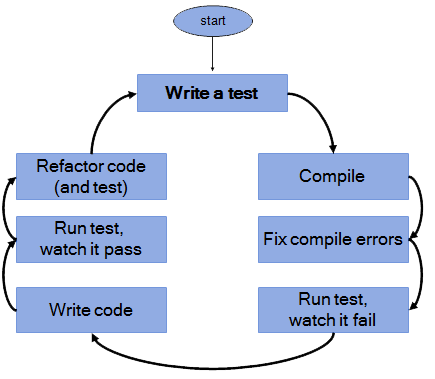 start
Write a test
Compile
Fix compile errors
Run test,
watch it fail
Write code
Run test,
watch it pass
Refactor code
(and test)